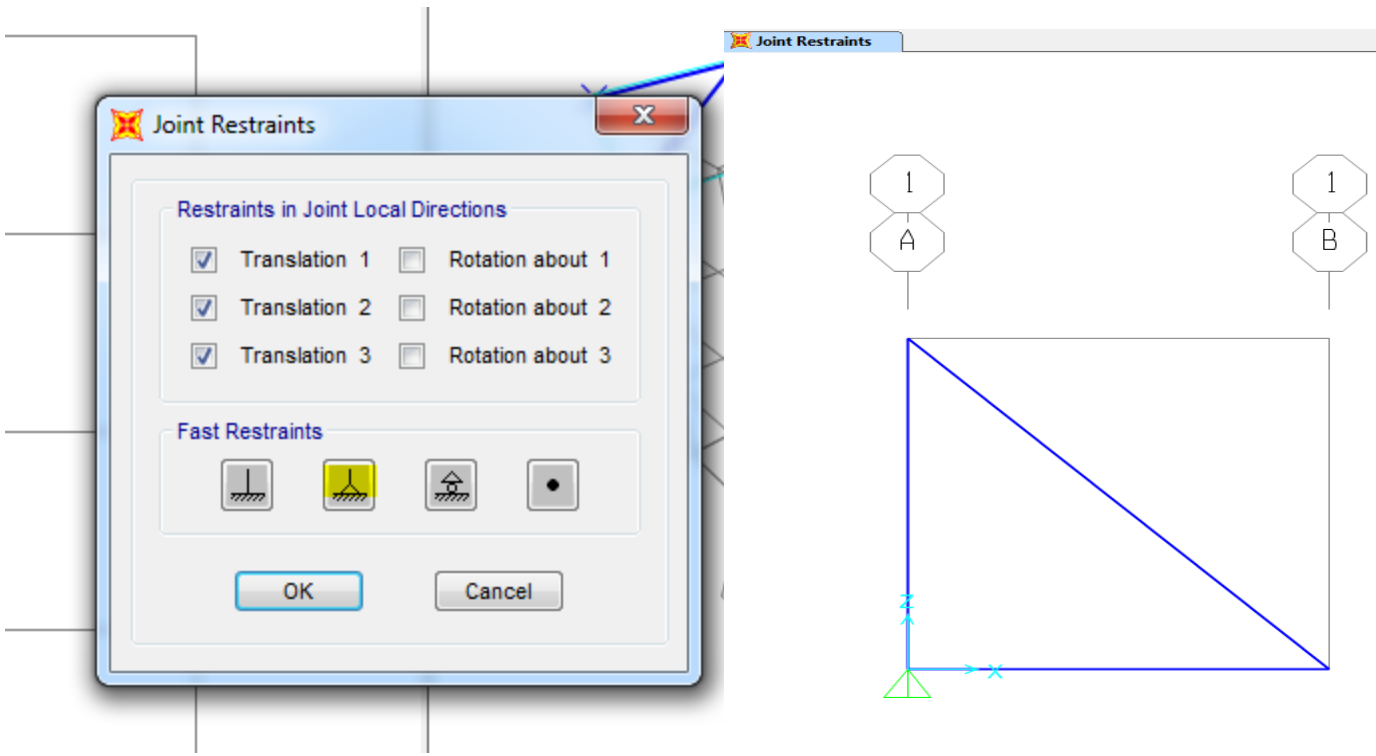 Joint Restraints
Restraints in Joint Local Directions
Translation 1 Rotation about 1
Translation 2 Rotation about 2
Translation 3 Rotation about 3
Fast Restraints
OK Cancel
Joint Restraints
1 1
A B
Z
X